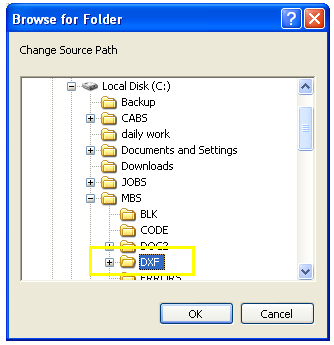 Browse for Folder
Change Source Path
Local Disk (C:)
Backup
CABS
daily work
Documents and Settings
Downloads
JOBS
MBS
BLK
CODE
DOC2
DXF
ERRORS
OK
Cancel